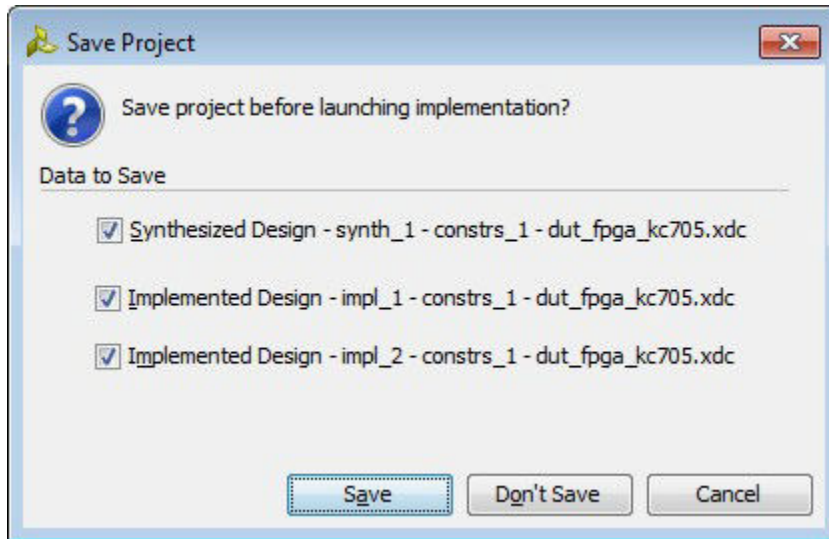 Save Project
Save project before launching implementation?
Data to Save
Synthesized Design - synth_1 - constrs_1 - dut_fpga_kc705.xdc
Implemented Design - impl_1 - constrs_1 - dut_fpga_kc705.xdc
Implemented Design - impl_2 - constrs_1 - dut_fpga_kc705.xdc
Save Don't Save Cancel